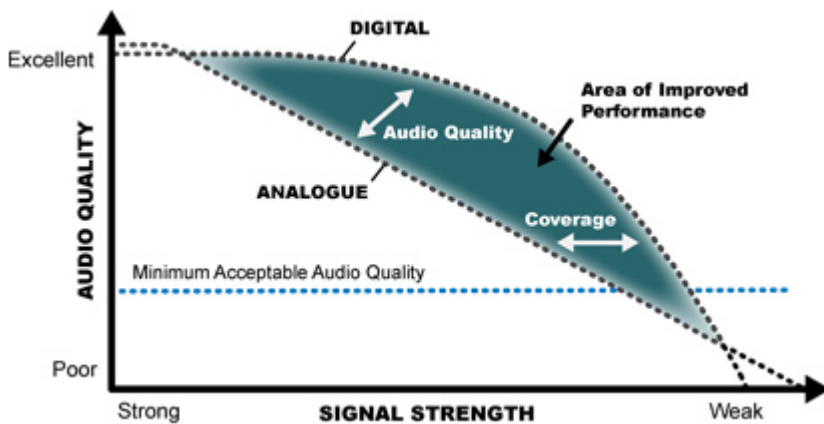 DIGITAL
Excellent
Area of Improved
Performance
Audio Quality
ANALOGUE
Coverage
AUDIO QUALITY
Minimum Acceptable Audio Quality
Poor
Strong
SIGNAL STRENGTH
Weak